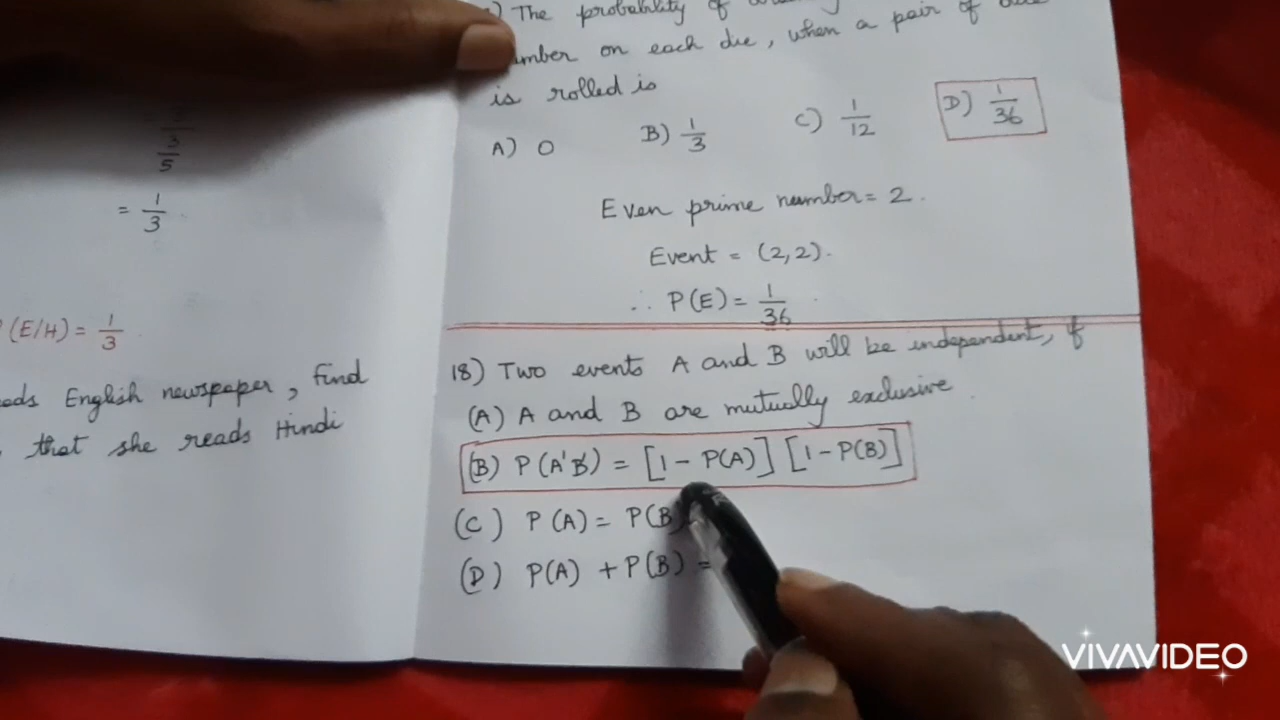 3
5
= 1/3
(E/H) = 1/3
English newspaper, find
that she reads Hindi
The probability of
on each die, when a pair of
is rolled is
A) 0 B) 1/3 C) 1/12 D) 1/36
Even prime number = 2.
Event = (2,2).
∴ P(E) = 1/36
18) Two events A and B will be independent, if
(A) A and B are mutually exclusive
(B) P(A'B') = [1 - P(A)] [1 - P(B)]
(C) P(A) = P(B)
(D) P(A) + P(B) =
VIVAVIDEO